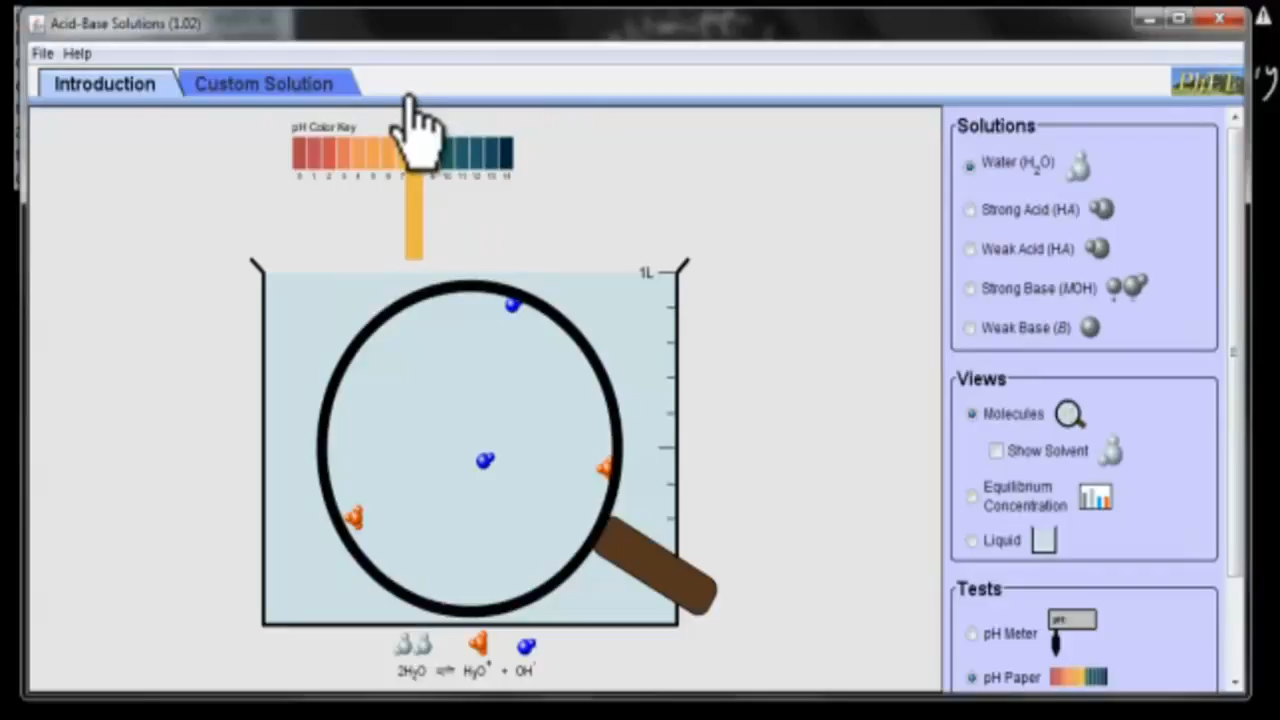 Acid-Base Solutions (1.02)
File Help
Introduction Custom Solution
PhET
pH Color Key
0 1 2 3 4 5 6 7 9 10 11 12 13 14
1L
2H2O ⇌ H3O+ + OH-
Solutions
Water (H2O)
Strong Acid (HA)
Weak Acid (HA)
Strong Base (MOH)
Weak Base (B)
Views
Molecules
Show Solvent
Equilibrium
Concentration
Liquid
Tests
pH Meter
pH:
pH Paper